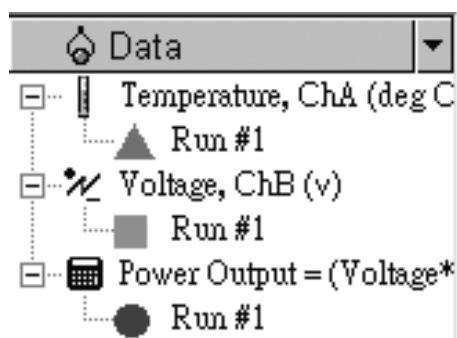 Data
Temperature, ChA (deg C
Run #1
Voltage, ChB (v)
Run #1
Power Output = (Voltage*
Run #1